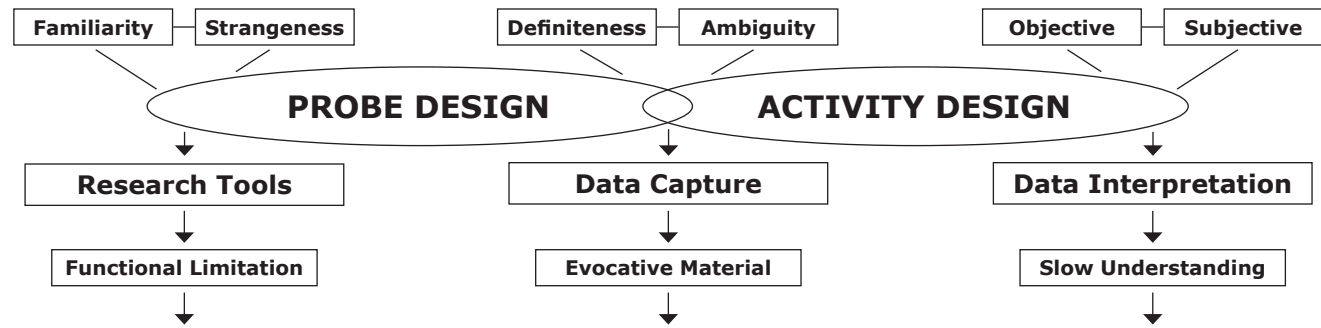 Familiarity
Strangeness
Definiteness
Ambiguity
Objective
Subjective
PROBE DESIGN
ACTIVITY DESIGN
Research Tools
Data Capture
Data Interpretation
Functional Limitation
Evocative Material
Slow Understanding